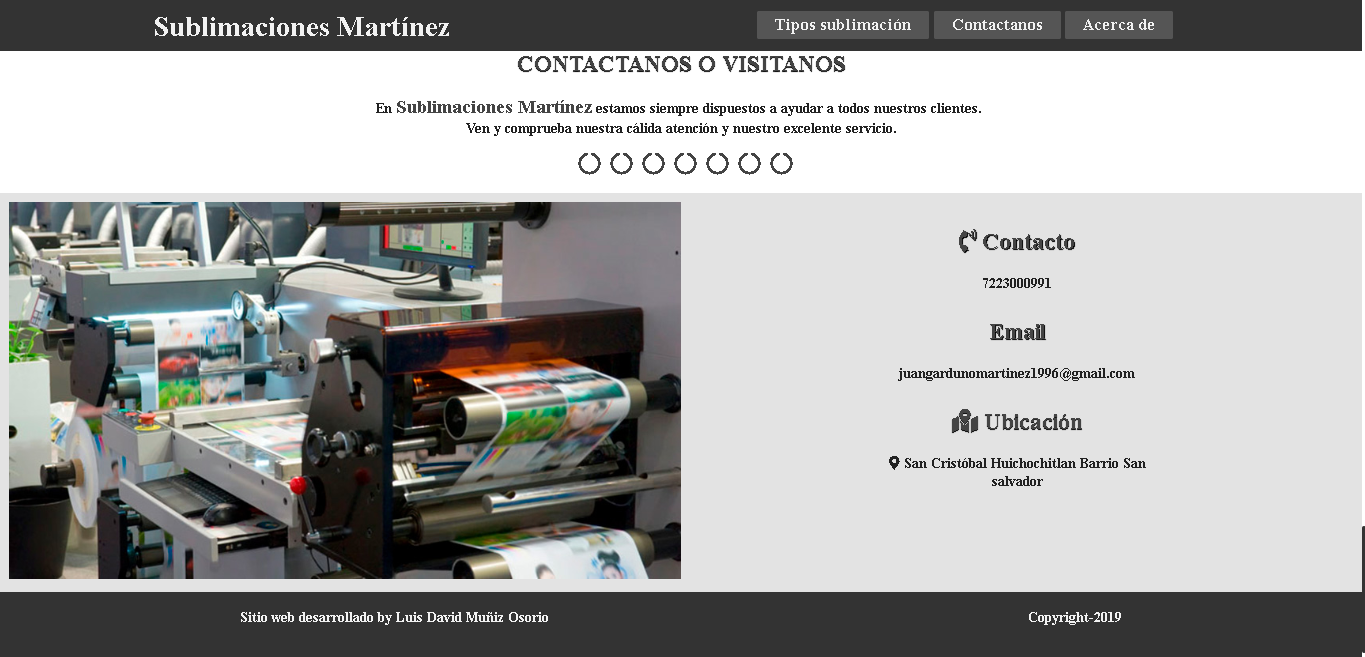 Sublimaciones Martínez
Tipos sublimación
Contactanos
Acerca de
CONTACTANOS O VISITANOS
En Sublimaciones Martínez estamos siempre dispuestos a ayudar a todos nuestros clientes.
Ven y comprueba nuestra cálida atención y nuestro excelente servicio.
Contacto
7223000991
Email
juangardunomartinez1996@gmail.com
Ubicación
San Cristóbal Huichochitlan Barrio San
salvador
Sitio web desarrollado by Luis David Muñiz Osorio
Copyright-2019